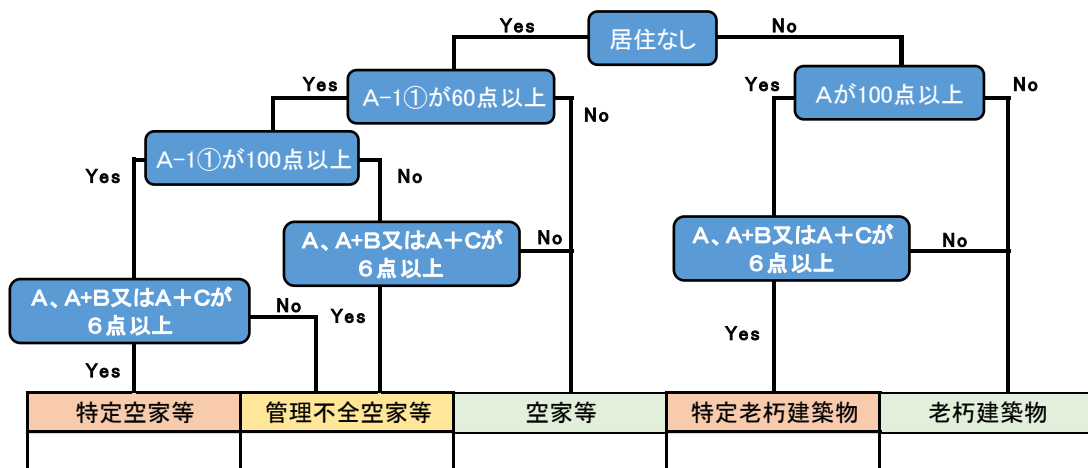 居住なし
Yes
No
A-1①が60点以上
Yes
No
Aが100点以上
Yes
No
A-1①が100点以上
Yes
No
A、A+B又はA+Cが
6点以上
No
Yes
A、A+B又はA+Cが
6点以上
No
Yes
A、A+B又はA+Cが
6点以上
No
Yes
特定空家等
管理不全空家等
空家等
特定老朽建築物
老朽建築物